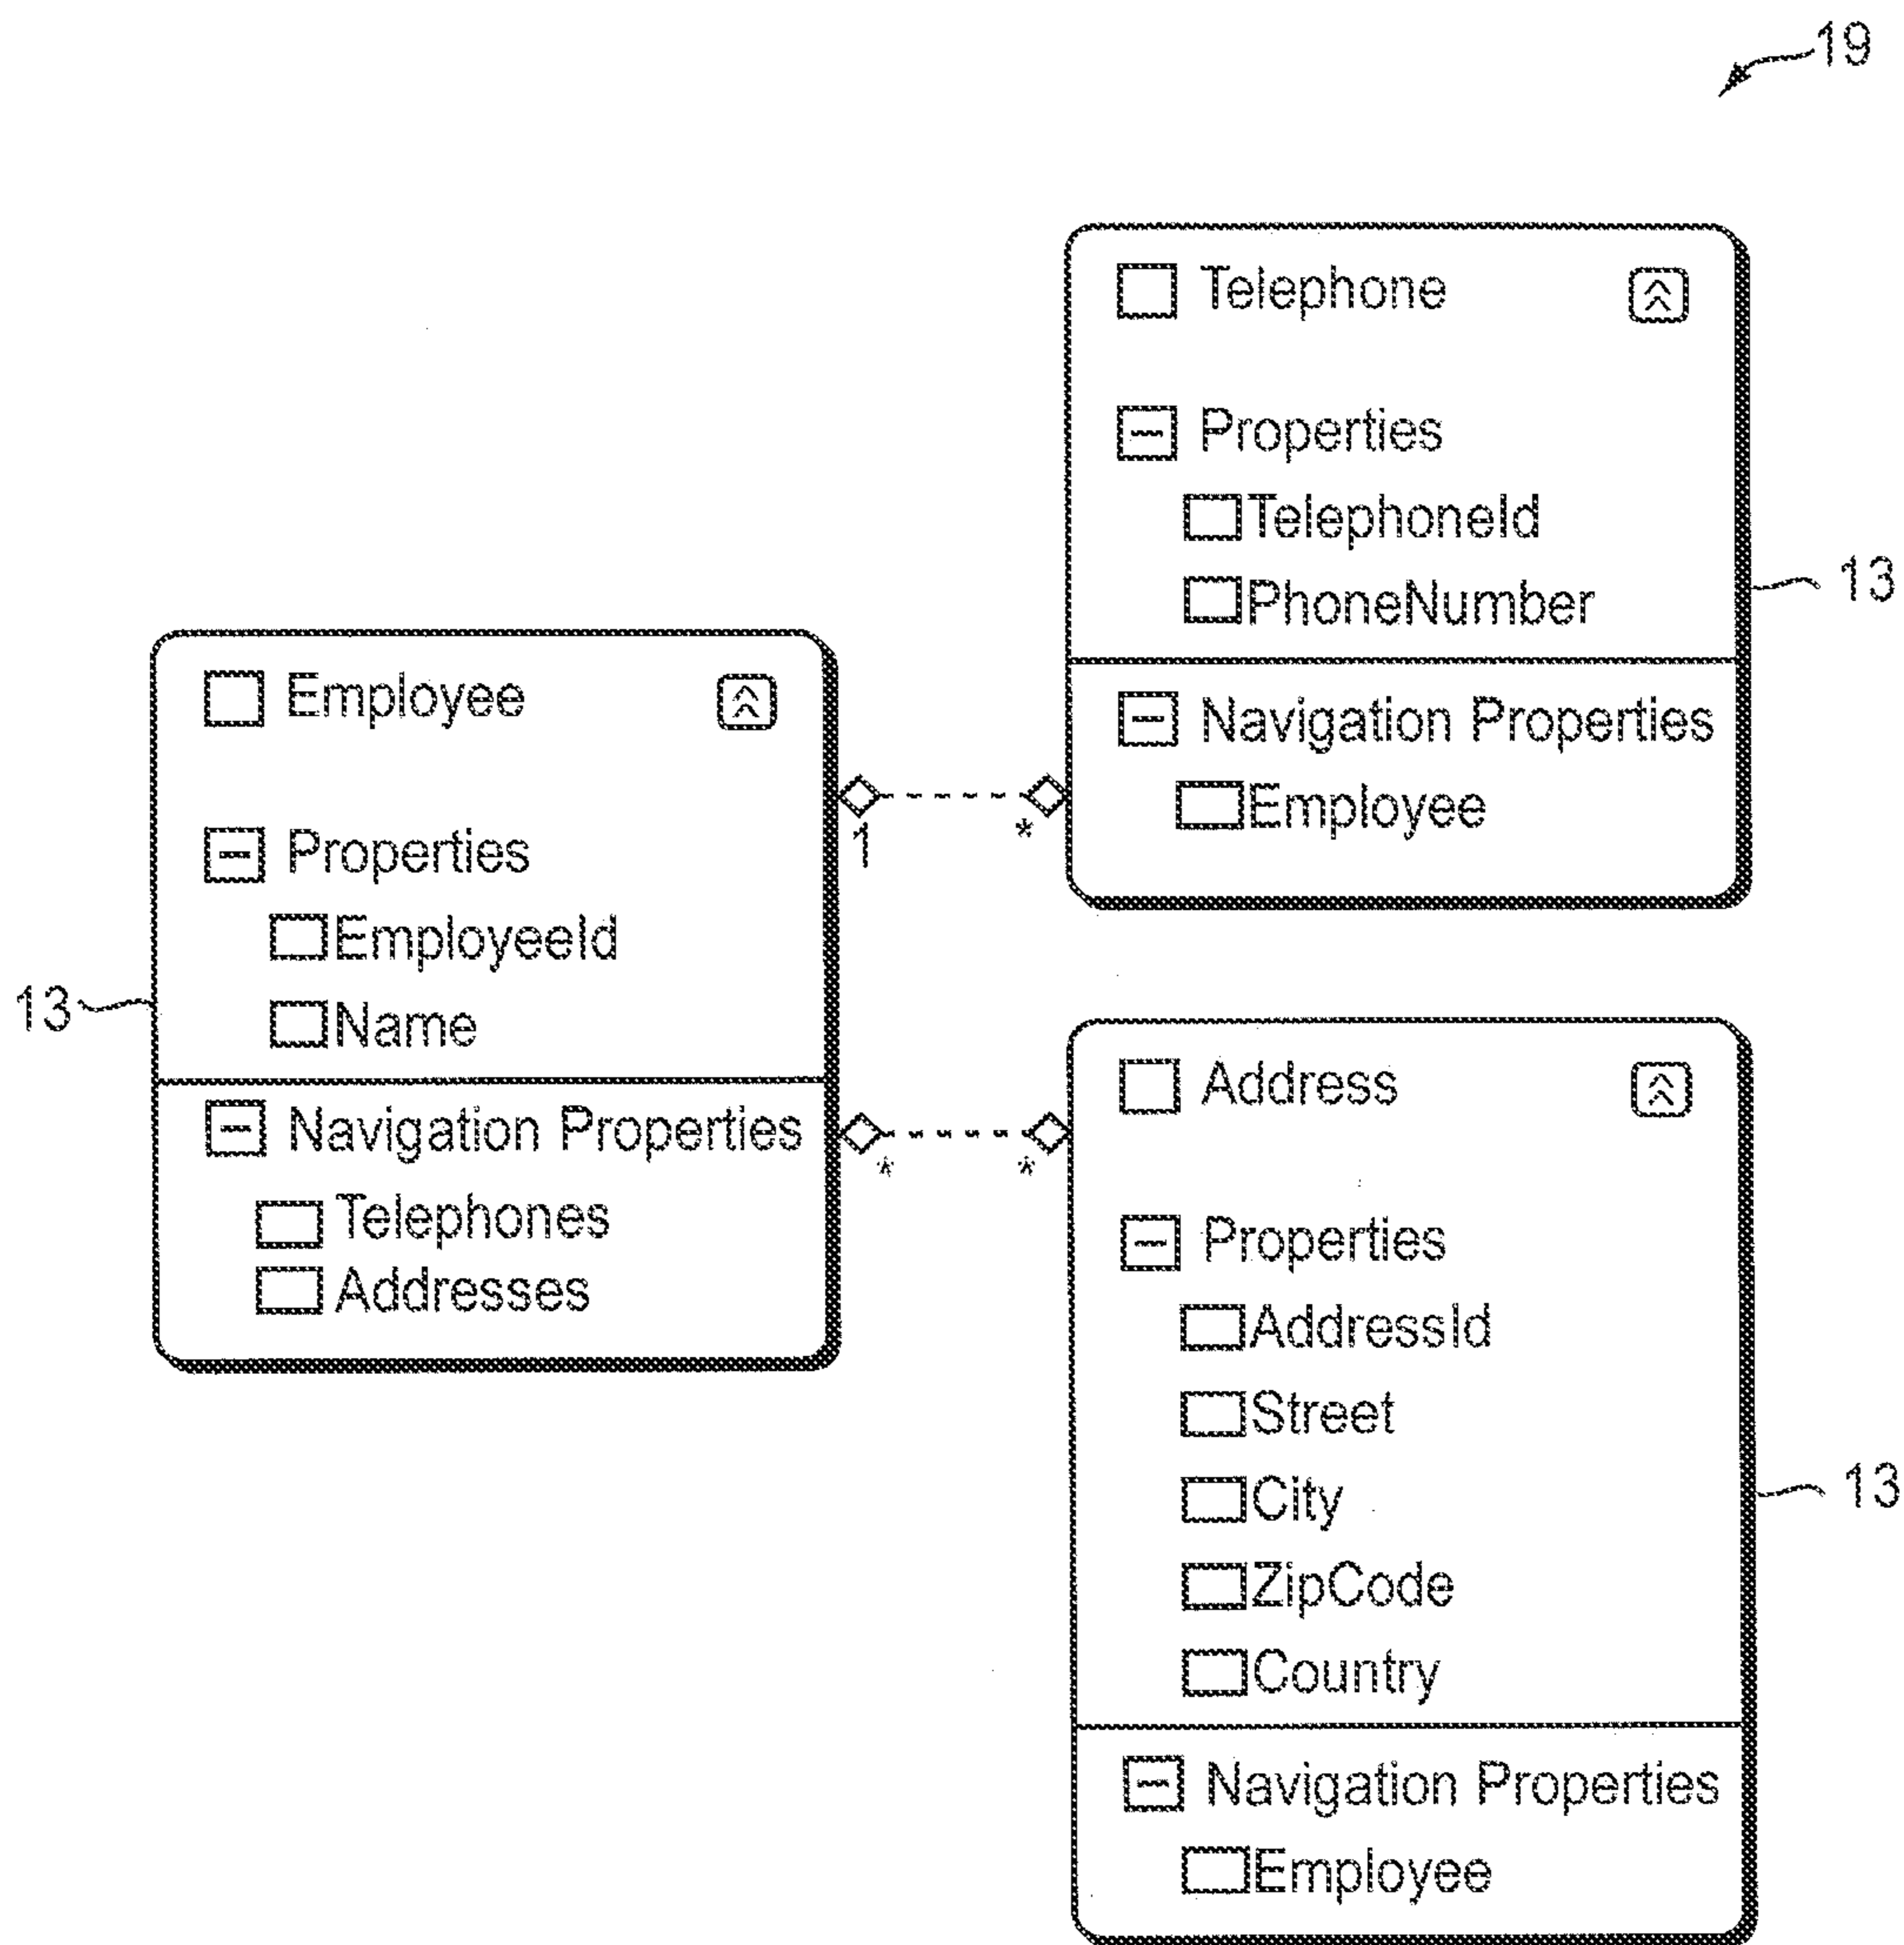 19
Telephone
Properties
TelephoneId
PhoneNumber
13
Navigation Properties
Employee
Employee
Properties
EmployeeId
Name
13
Navigation Properties
Telephones
Addresses
1
*
*
*
Address
Properties
AddressId
Street
City
ZipCode
Country
13
Navigation Properties
Employee